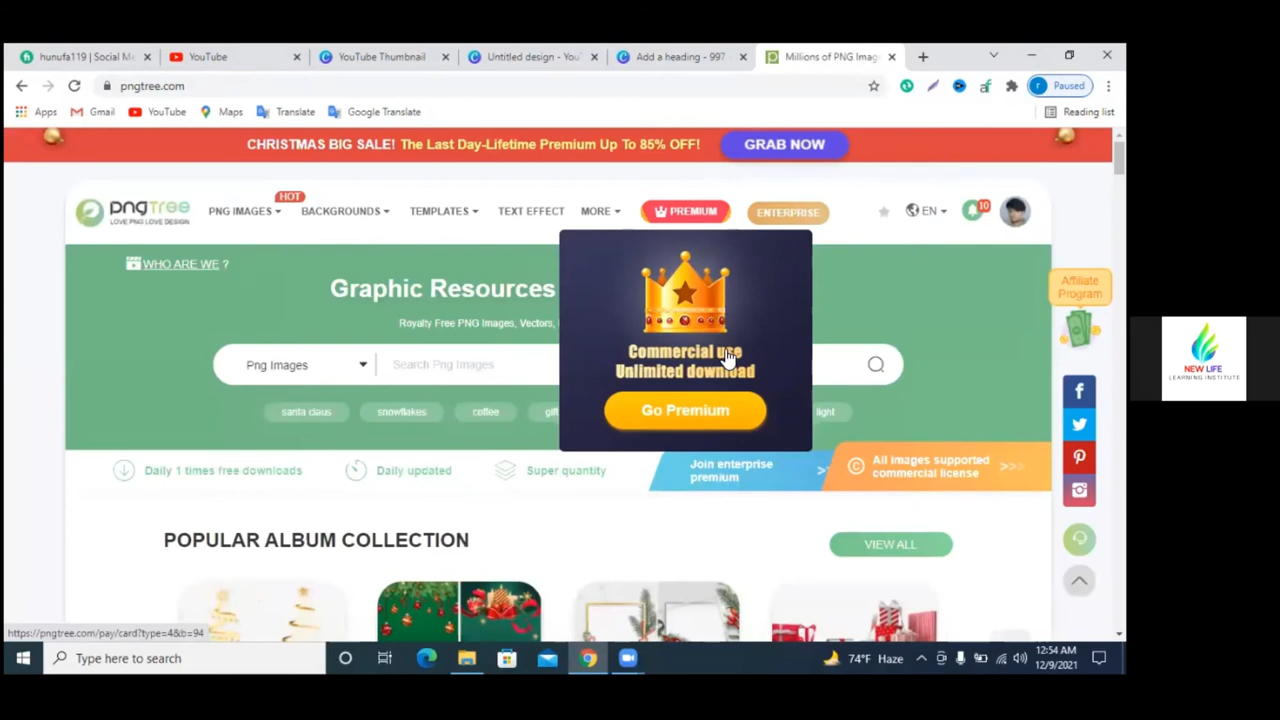 hunufa119 | Social Me
YouTube
YouTube Thumbnail
Untitled design - You
Add a heading - 997
Millions of PNG Imag
pngtree.com
r Paused
Apps
Gmail
YouTube
Maps
Translate
Google Translate
Reading list
CHRISTMAS BIG SALE! The Last Day-Lifetime Premium Up To 85% OFF!
GRAB NOW
pngtree
LOVE PNG LOVE DESIGN
PNG IMAGES
HOT
BACKGROUNDS
TEMPLATES
TEXT EFFECT
MORE
PREMIUM
ENTERPRISE
EN
10
WHO ARE WE ?
Graphic Resources
Royalty Free PNG Images, Vectors,
Affiliate
Program
Png Images
Search Png Images
Commercial use
Unlimited download
Go Premium
santa claus
snowflakes
coffee
gift
light
Daily 1 times free downloads
Daily updated
Super quantity
Join enterprise
premium
All images supported
commercial license
POPULAR ALBUM COLLECTION
VIEW ALL
https://pngtree.com/pay/card?type=4&b=94
Type here to search
74°F Haze
12:54 AM
12/9/2021
NEW LIFE
LEARNING INSTITUTE